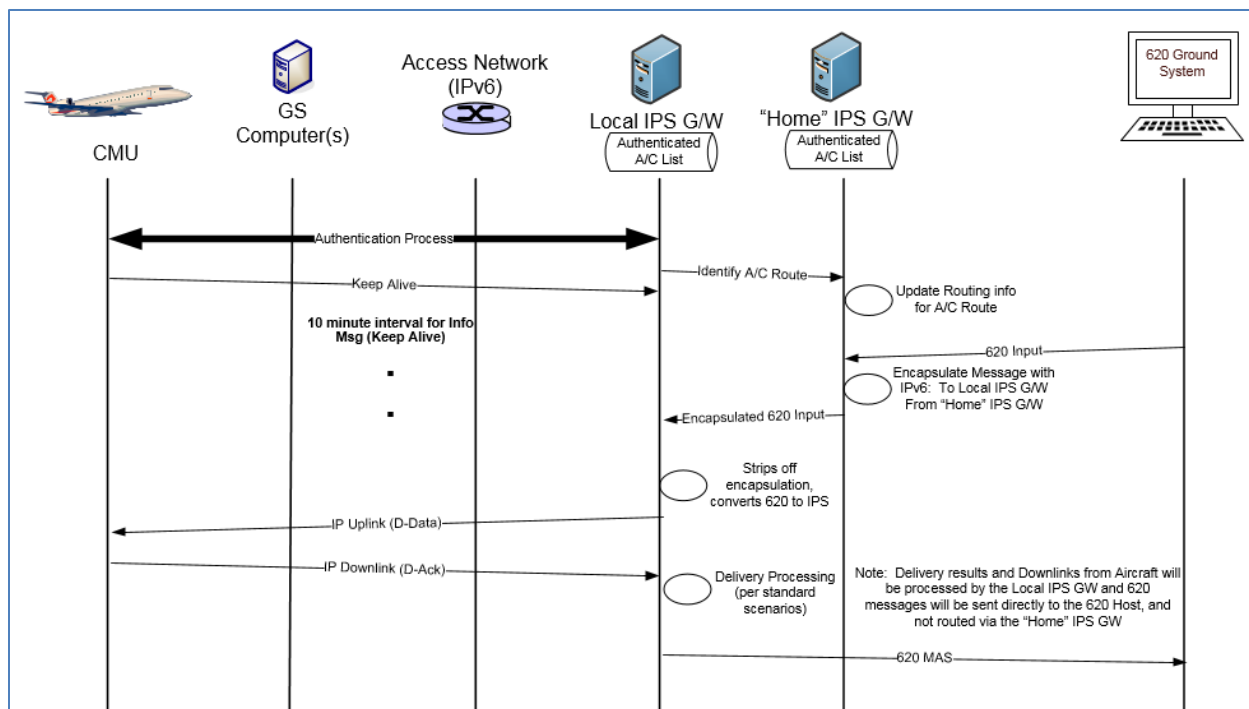 CMU
GS
Computer(s)
Access Network
(IPv6)
Local IPS G/W
Authenticated
A/C List
“Home” IPS G/W
Authenticated
A/C List
620 Ground
System
Authentication Process
Keep Alive
Identify A/C Route
Update Routing info
for A/C Route
10 minute interval for Info
Msg (Keep Alive)
620 Input
Encapsulate Message with
IPv6: To Local IPS G/W
From “Home” IPS G/W
Encapsulated 620 Input
Strips off
encapsulation,
converts 620 to IPS
IP Uplink (D-Data)
IP Downlink (D-Ack)
Delivery Processing
(per standard
scenarios)
Note: Delivery results and Downlinks from Aircraft will
be processed by the Local IPS GW and 620
messages will be sent directly to the 620 Host, and
not routed via the “Home” IPS GW
620 MAS